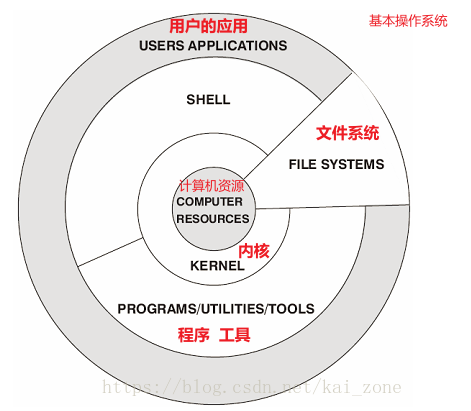 基本操作系统
用户的应用
USERS APPLICATIONS
SHELL
文件系统
FILE SYSTEMS
计算机资源
COMPUTER
RESOURCES
内核
KERNEL
PROGRAMS/UTILITIES/TOOLS
程序 工具
https://blog.csdn.net/kai_zone